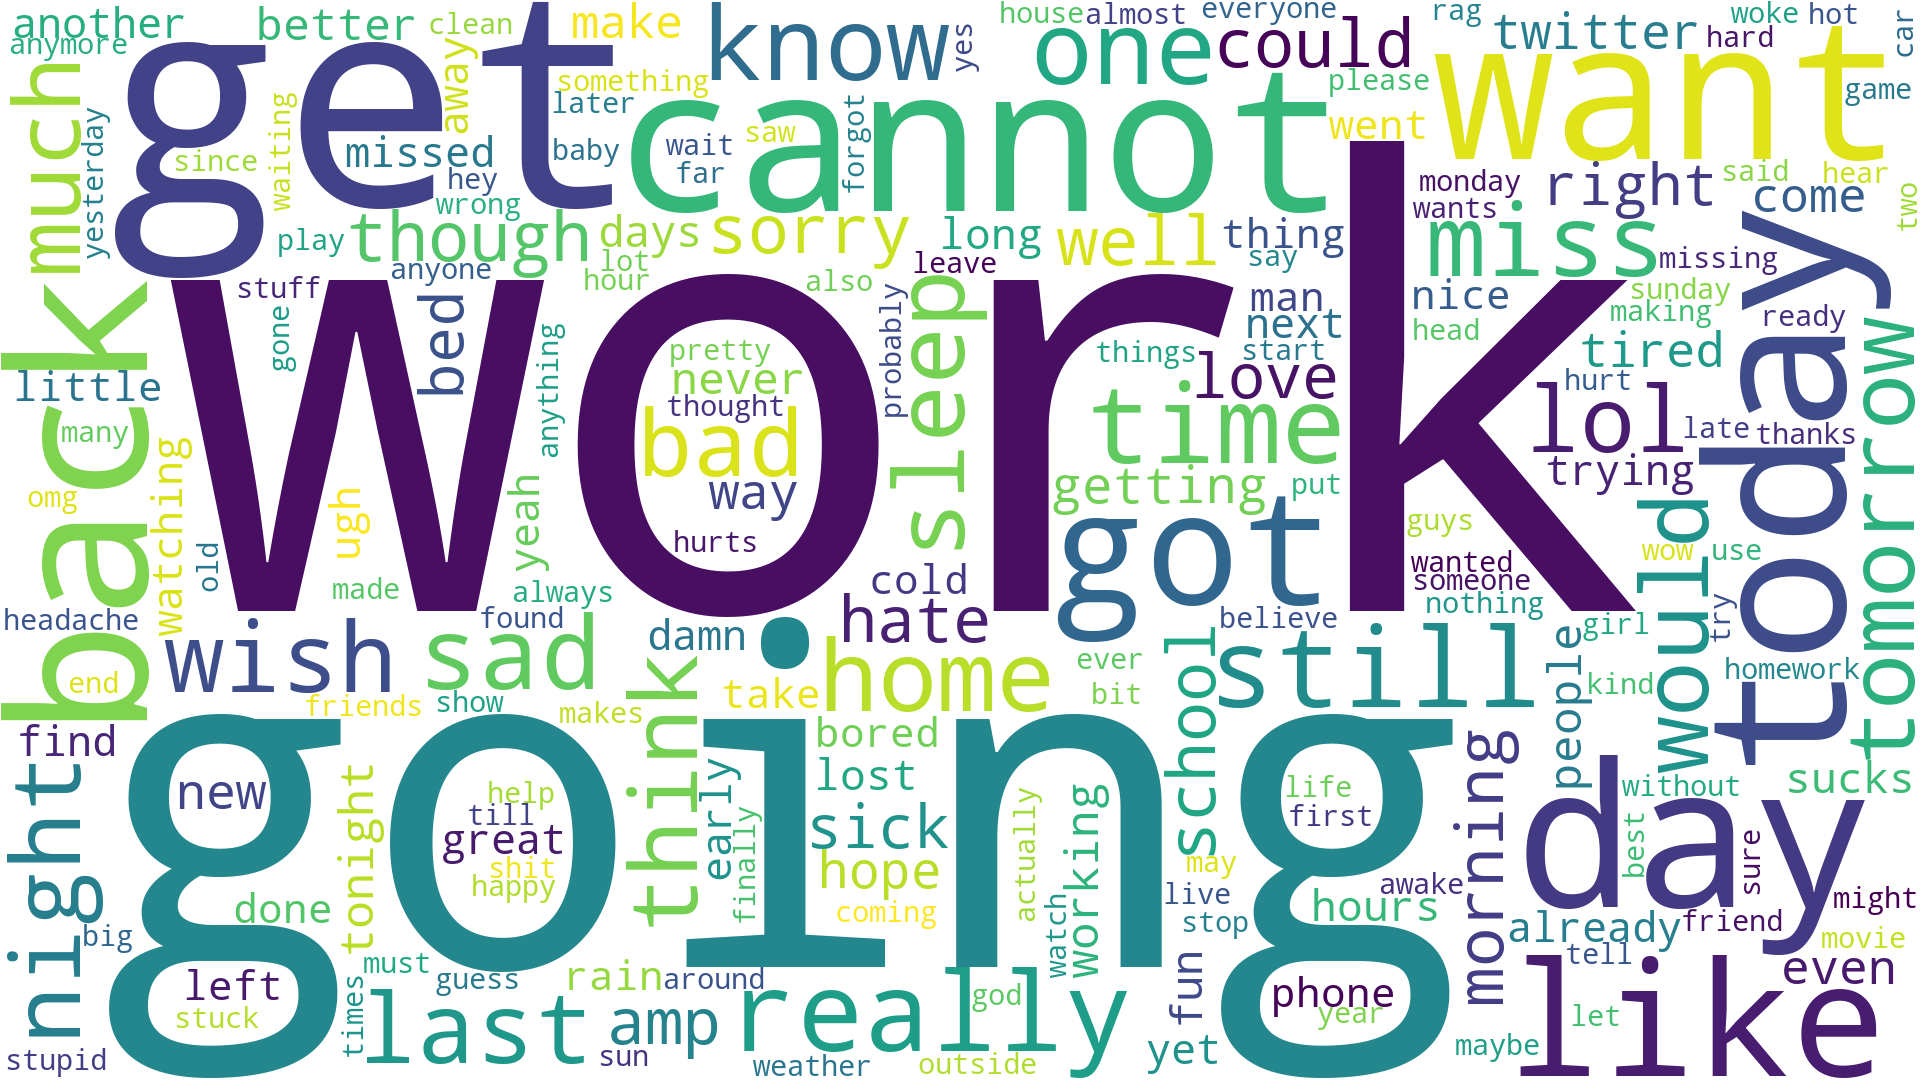 another
anymore
better
clean
make
know
yes
house
almost
everyone
one
could
rag
twitter
woke
hot
hard
car
get
away
something
later
cannot
please
want
game
much
yesterday
waiting
since
missed
hey
wrong
baby
wait
far
saw
forgot
went
monday
wants
right
said
hear
come
two
play
though
days
sorry
long
well
thing
miss
missing
lot
hour
also
leave
say
anyone
stuff
gone
bed
anything
work
sleep
probably
man
next
start
nice
head
sunday
making
ready
tired
today
tomorrow
back
little
many
omg
watching
old
ugh
yeah
made
always
pretty
never
thought
bad
way
hurts
things
love
time
getting
put
got
hurt
lol
trying
late
thanks
guys
wanted
someone
nothing
wow
use
would
try
girl
headache
wish
found
sad
damn
cold
hate
believe
home
ever
bit
school
still
people
kind
homework
end
friends
show
makes
think
take
find
night
going
new
tonight
help
till
great
shit
happy
early
finally
bored
lost
sick
hope
coming
actually
working
watch
life
first
may
live
stop
hours
awake
morning
day
without
sucks
best
sure
already
friend
might
movie
tell
done
big
left
stuck
stupid
times
must
last
guess
rain
around
amp
sun
really
weather
god
outside
yet
fun
phone
year
maybe
like
let
even